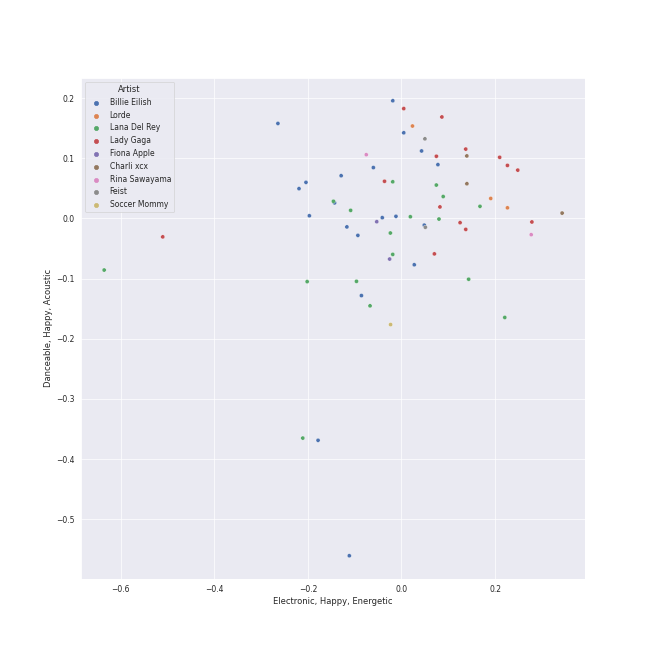 Artist
Billie Eilish
Lorde
Lana Del Rey
Lady Gaga
Fiona Apple
Charli xcx
Rina Sawayama
Feist
Soccer Mommy
0.2
0.1
0.0
−0.1
−0.2
−0.3
−0.4
−0.5
Danceable, Happy, Acoustic
−0.6 −0.4 −0.2 0.0 0.2
Electronic, Happy, Energetic